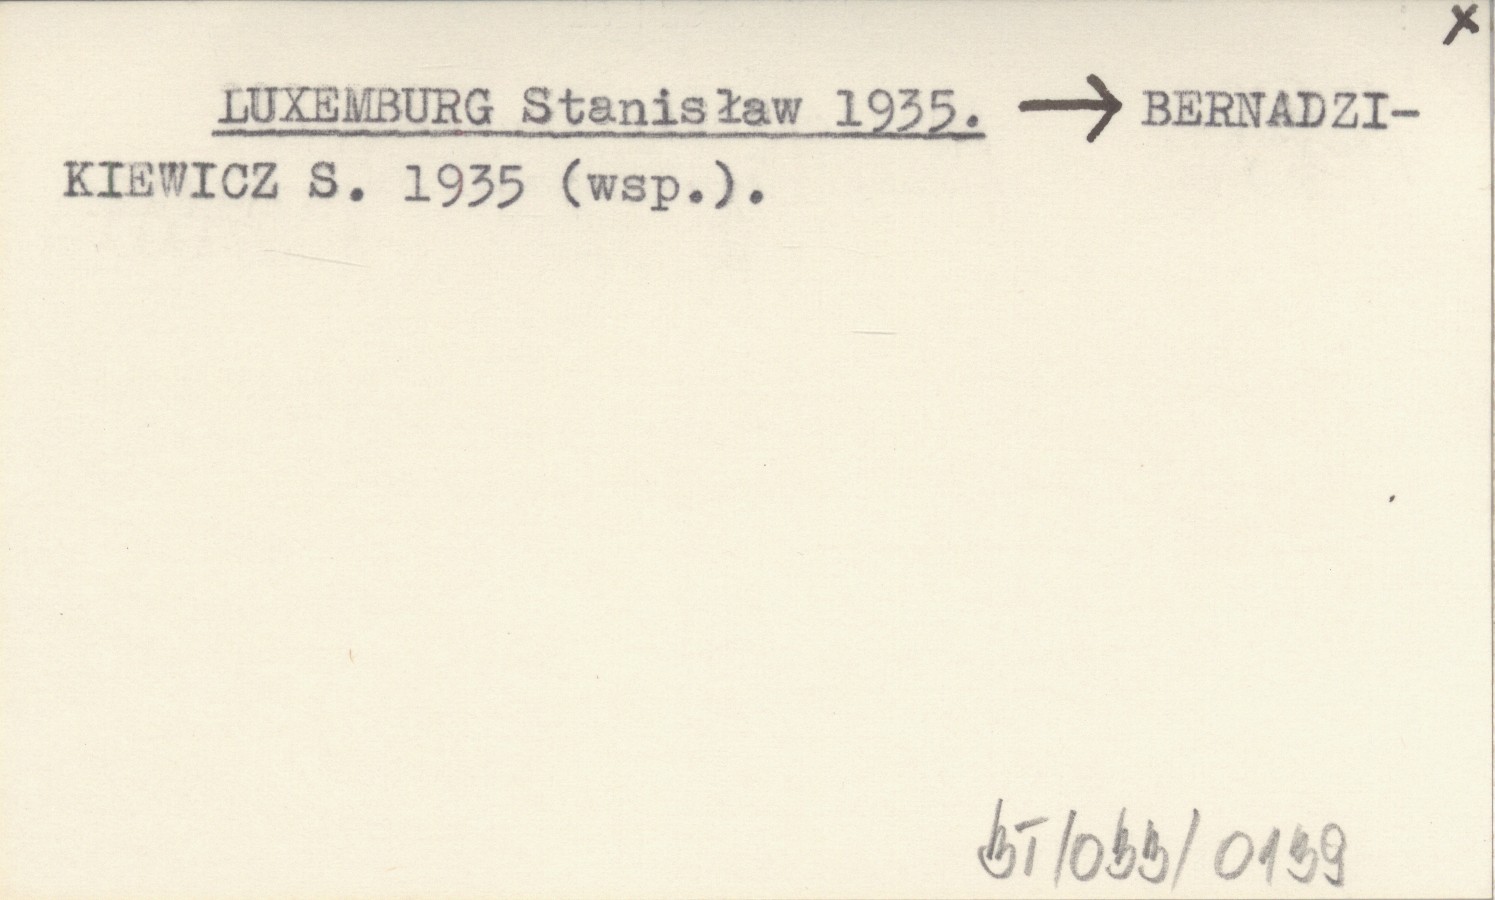 x
LUXEMBURG Stanisław 1935. → BERNADZI-
KIEWICZ S. 1935 (wsp.).
BT/033/0139